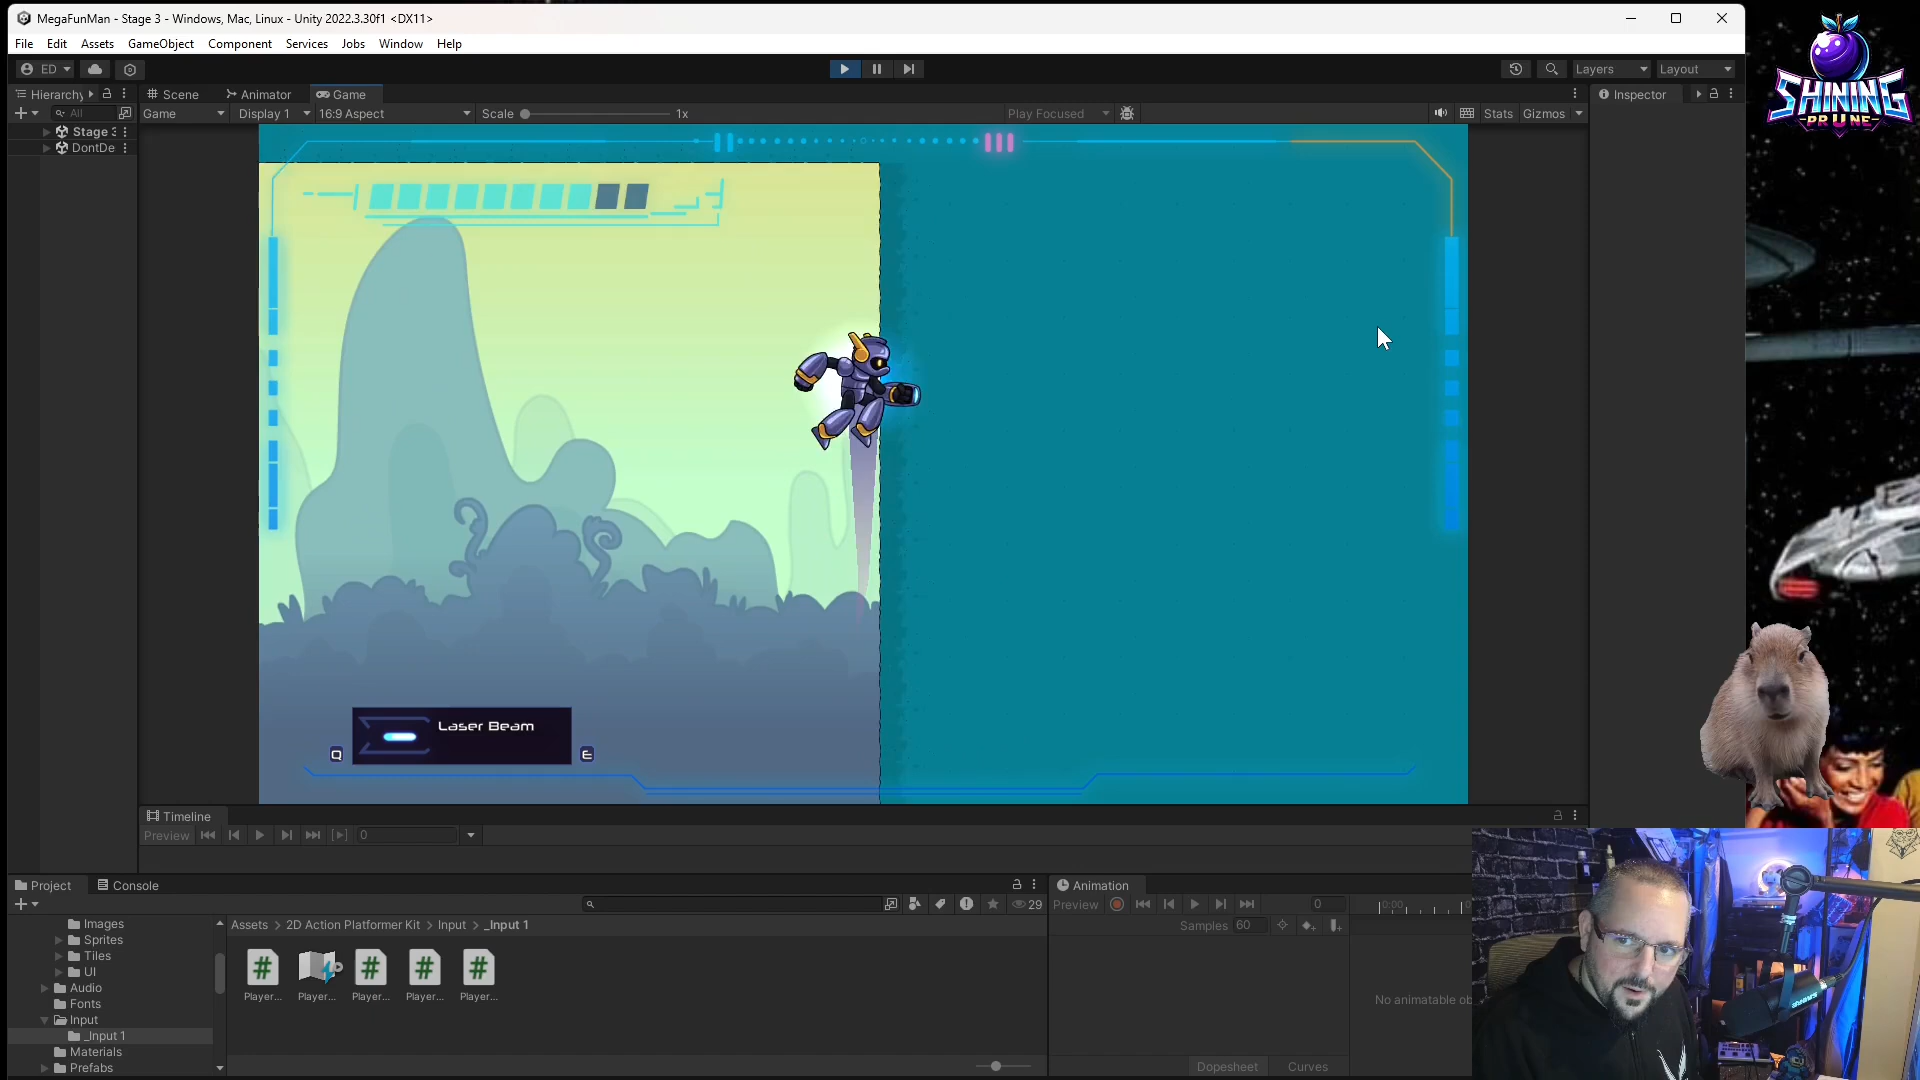 MegaFunMan - Stage 3 - Windows, Mac, Linux - Unity 2022.3.30f1 <DX11>
File Edit Assets GameObject Component Services Jobs Window Help
ED Layers Layout
Hierarchy Scene Animator Game Inspector
All Game Display 1 16:9 Aspect Scale 1x Play Focused Stats Gizmos
Stage 3
DontDe
SHINING
PRUNE
Laser Beam
Q E
Timeline
Preview 0
Project Console Animation
29 Preview 0 0:00
Images Assets > 2D Action Platformer Kit > Input > _Input 1 Samples 60
Sprites
Tiles
UI
Audio
Fonts
Input
_Input 1
Materials
Prefabs
Player... Player... Player... Player... Player...
No animatable ob
Dopesheet Curves